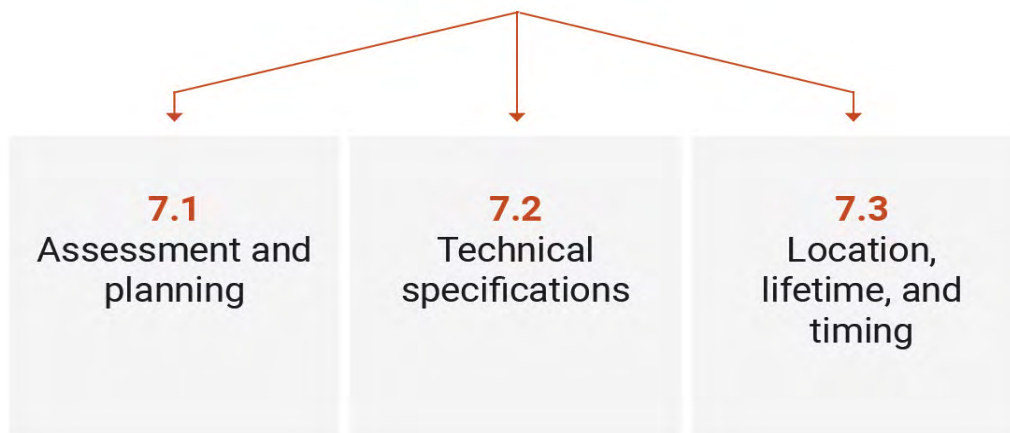 7.1
Assessment and
planning
7.2
Technical
specifications
7.3
Location,
lifetime, and
timing